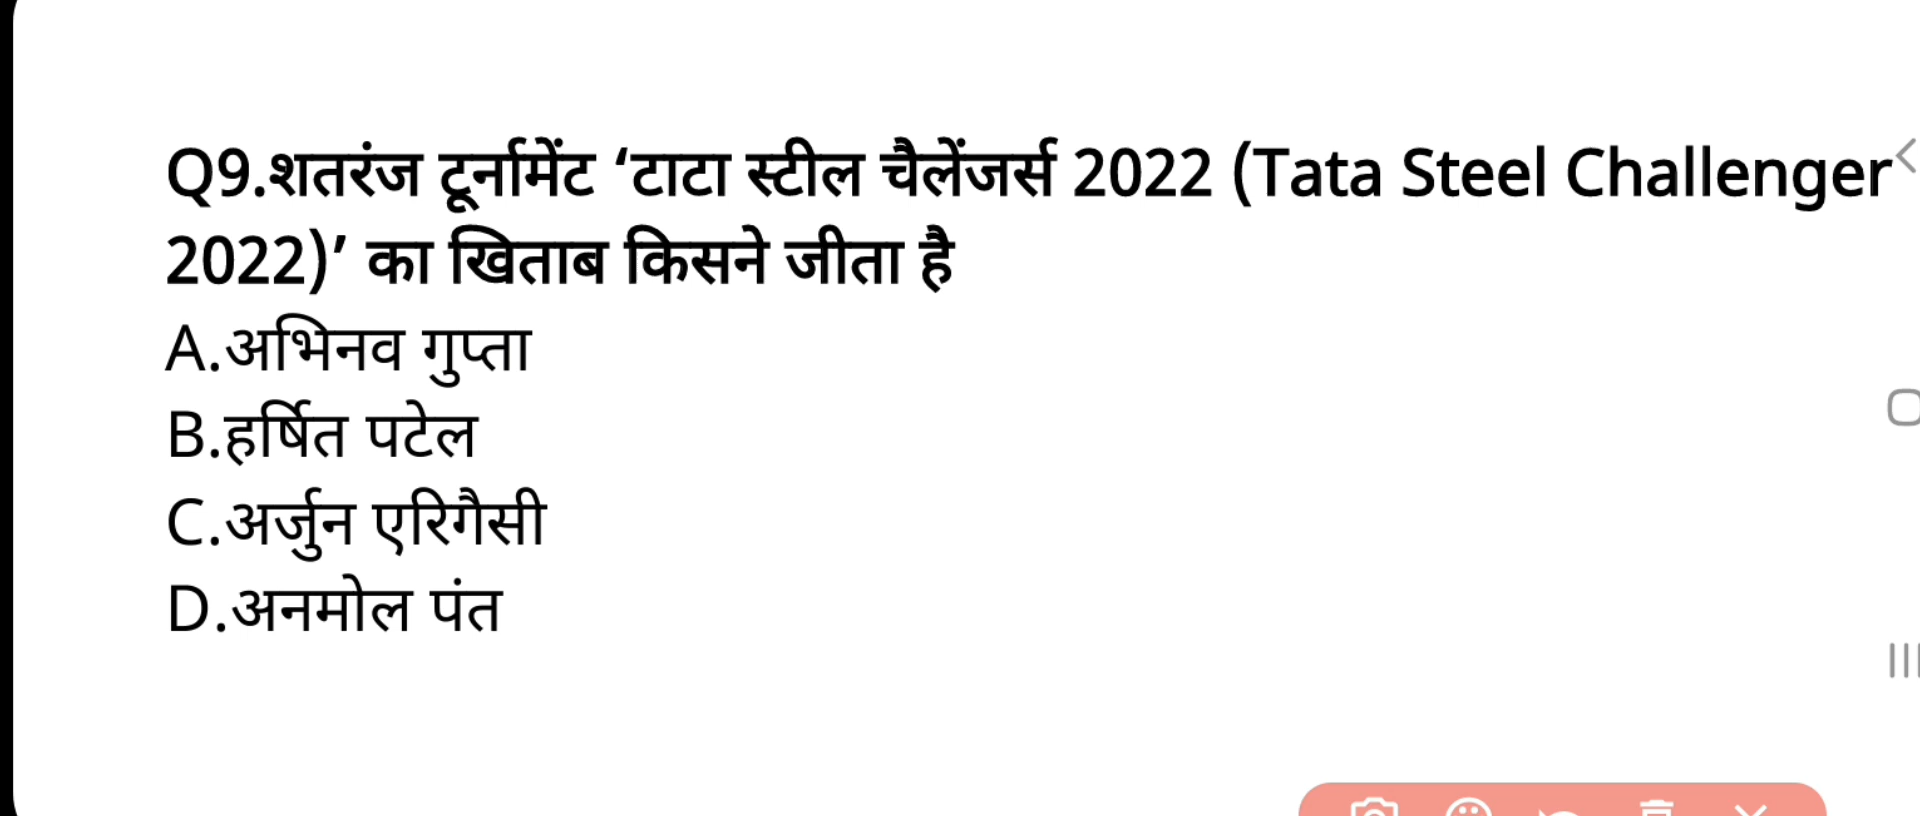 Q9.शतरंज टूर्नामेंट ‘टाटा स्टील चैलेंजर्स 2022 (Tata Steel Challenger
2022)’ का खिताब किसने जीता है
A.अभिनव गुप्ता
B.हर्षित पटेल
C.अर्जुन एरिगैसी
D.अनमोल पंत